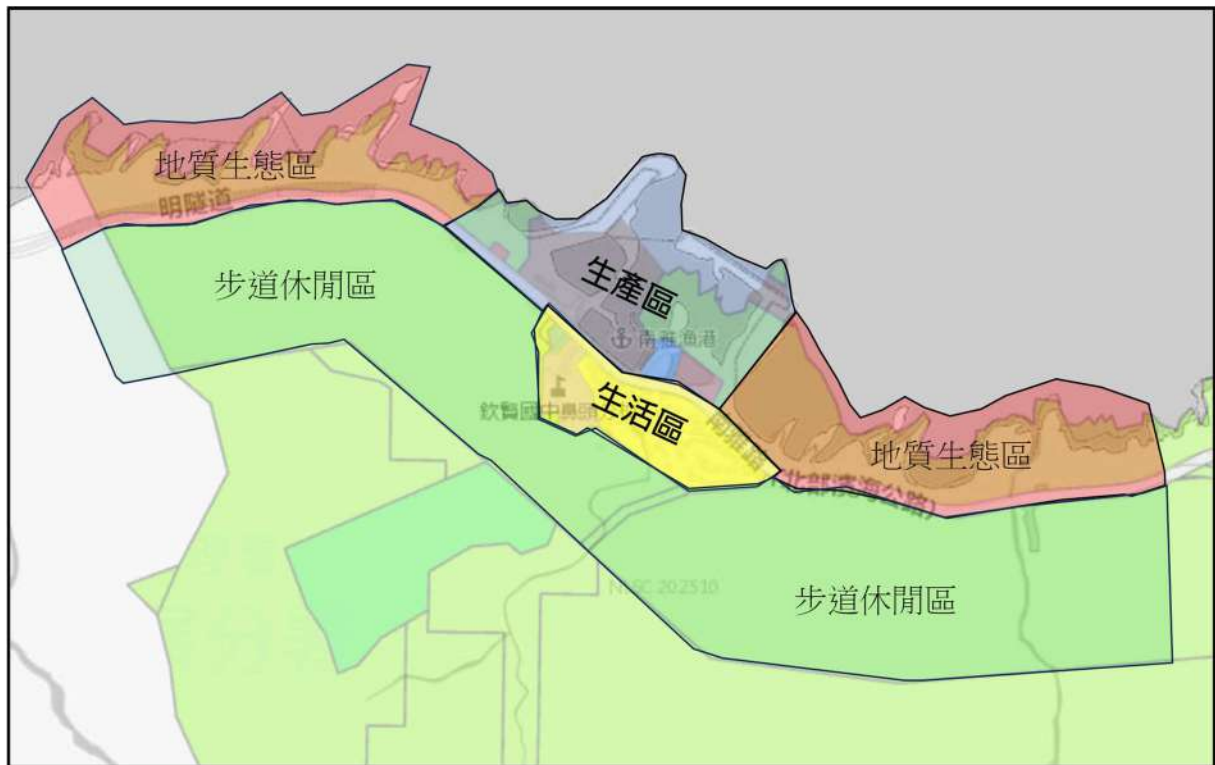 地質生態區
明隧道
步道休閒區
生產區
南雅漁港
生活區
欽賢國中鼻頭
地質生態區
(北部濱海公路)
步道休閒區
NLSC 202310